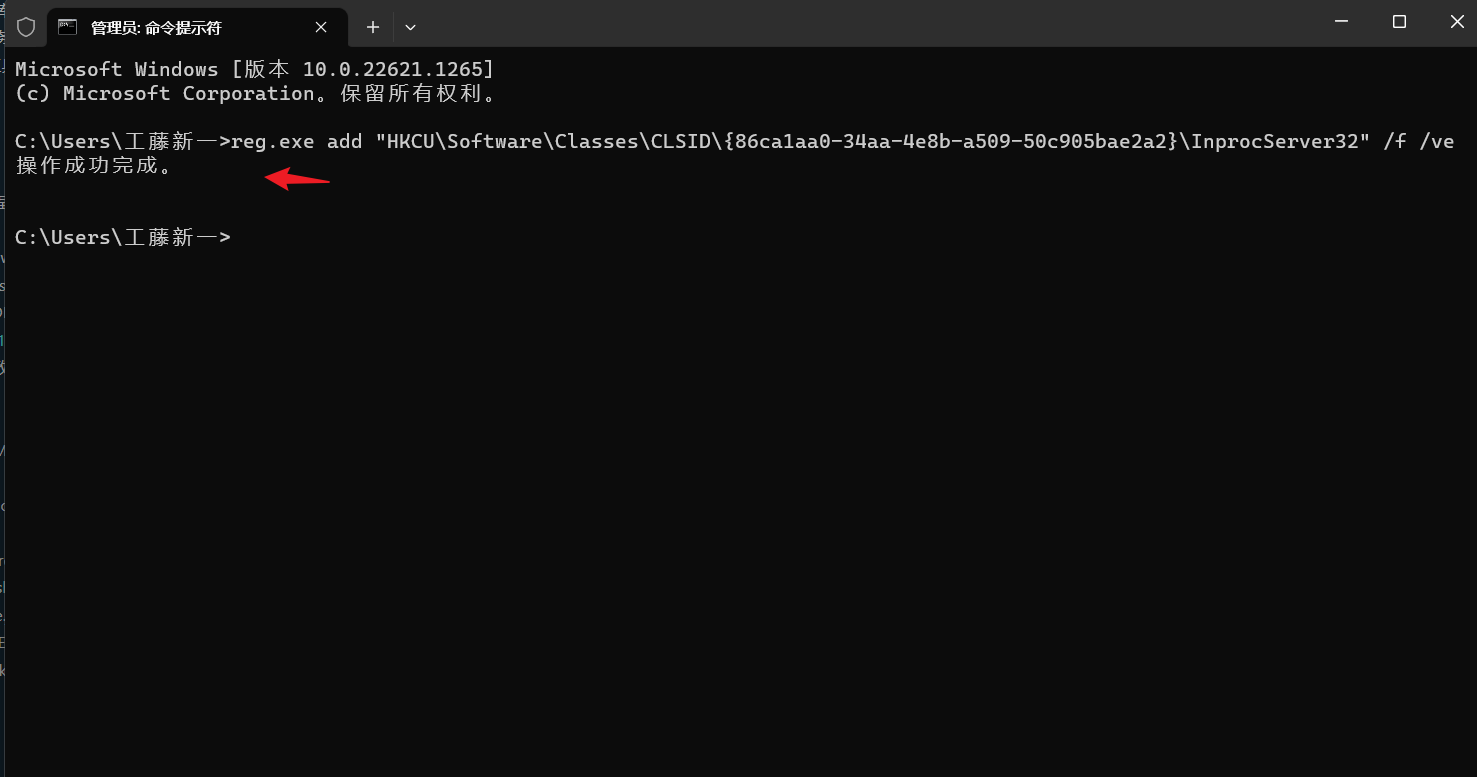 管理员: 命令提示符
Microsoft Windows [版本 10.0.22621.1265]
(c) Microsoft Corporation。保留所有权利。
C:\Users\工藤新一>reg.exe add "HKCU\Software\Classes\CLSID\{86ca1aa0-34aa-4e8b-a509-50c905bae2a2}\InprocServer32" /f /ve
操作成功完成。
C:\Users\工藤新一>